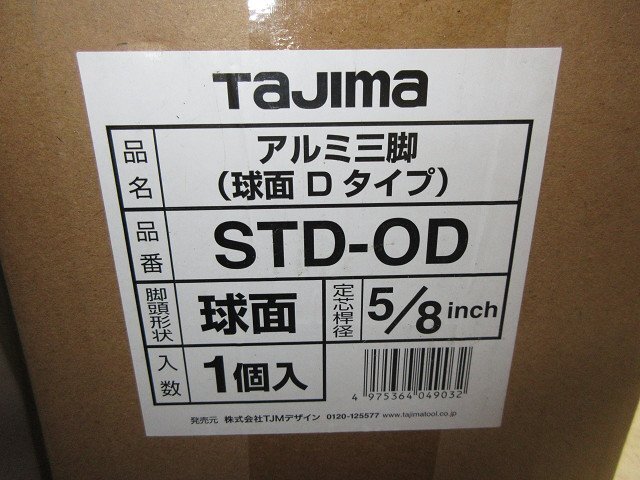 TaJIma
品名
アルミ三脚
（球面 D タイプ）
品番
STD-OD
脚頭形状
球面
定芯桿径
5/8 inch
入数
1個入
4 975364 049032
発売元 株式会社TJMデザイン 0120-125577 www.tajimatool.co.jp